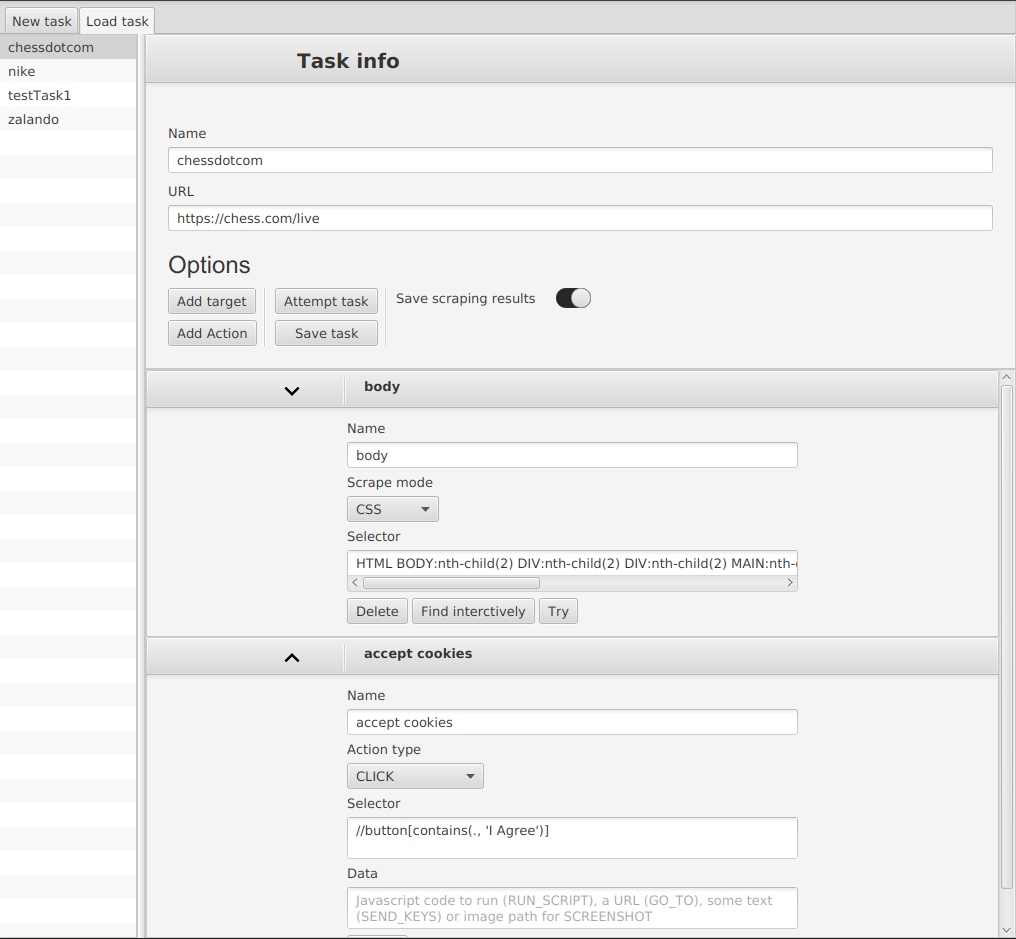 New task
Load task
chessdotcom
nike
testTask1
zalando
Task info
Name
chessdotcom
URL
https://chess.com/live
Options
Add target
Attempt task
Save scraping results
Add Action
Save task
body
Name
body
Scrape mode
CSS
Selector
HTML BODY:nth-child(2) DIV:nth-child(2) DIV:nth-child(2) MAIN:nth-
Delete
Find interctively
Try
accept cookies
Name
accept cookies
Action type
CLICK
Selector
//button[contains(., 'I Agree')]
Data
Javascript code to run (RUN_SCRIPT), a URL (GO_TO), some text
(SEND_KEYS) or image path for SCREENSHOT